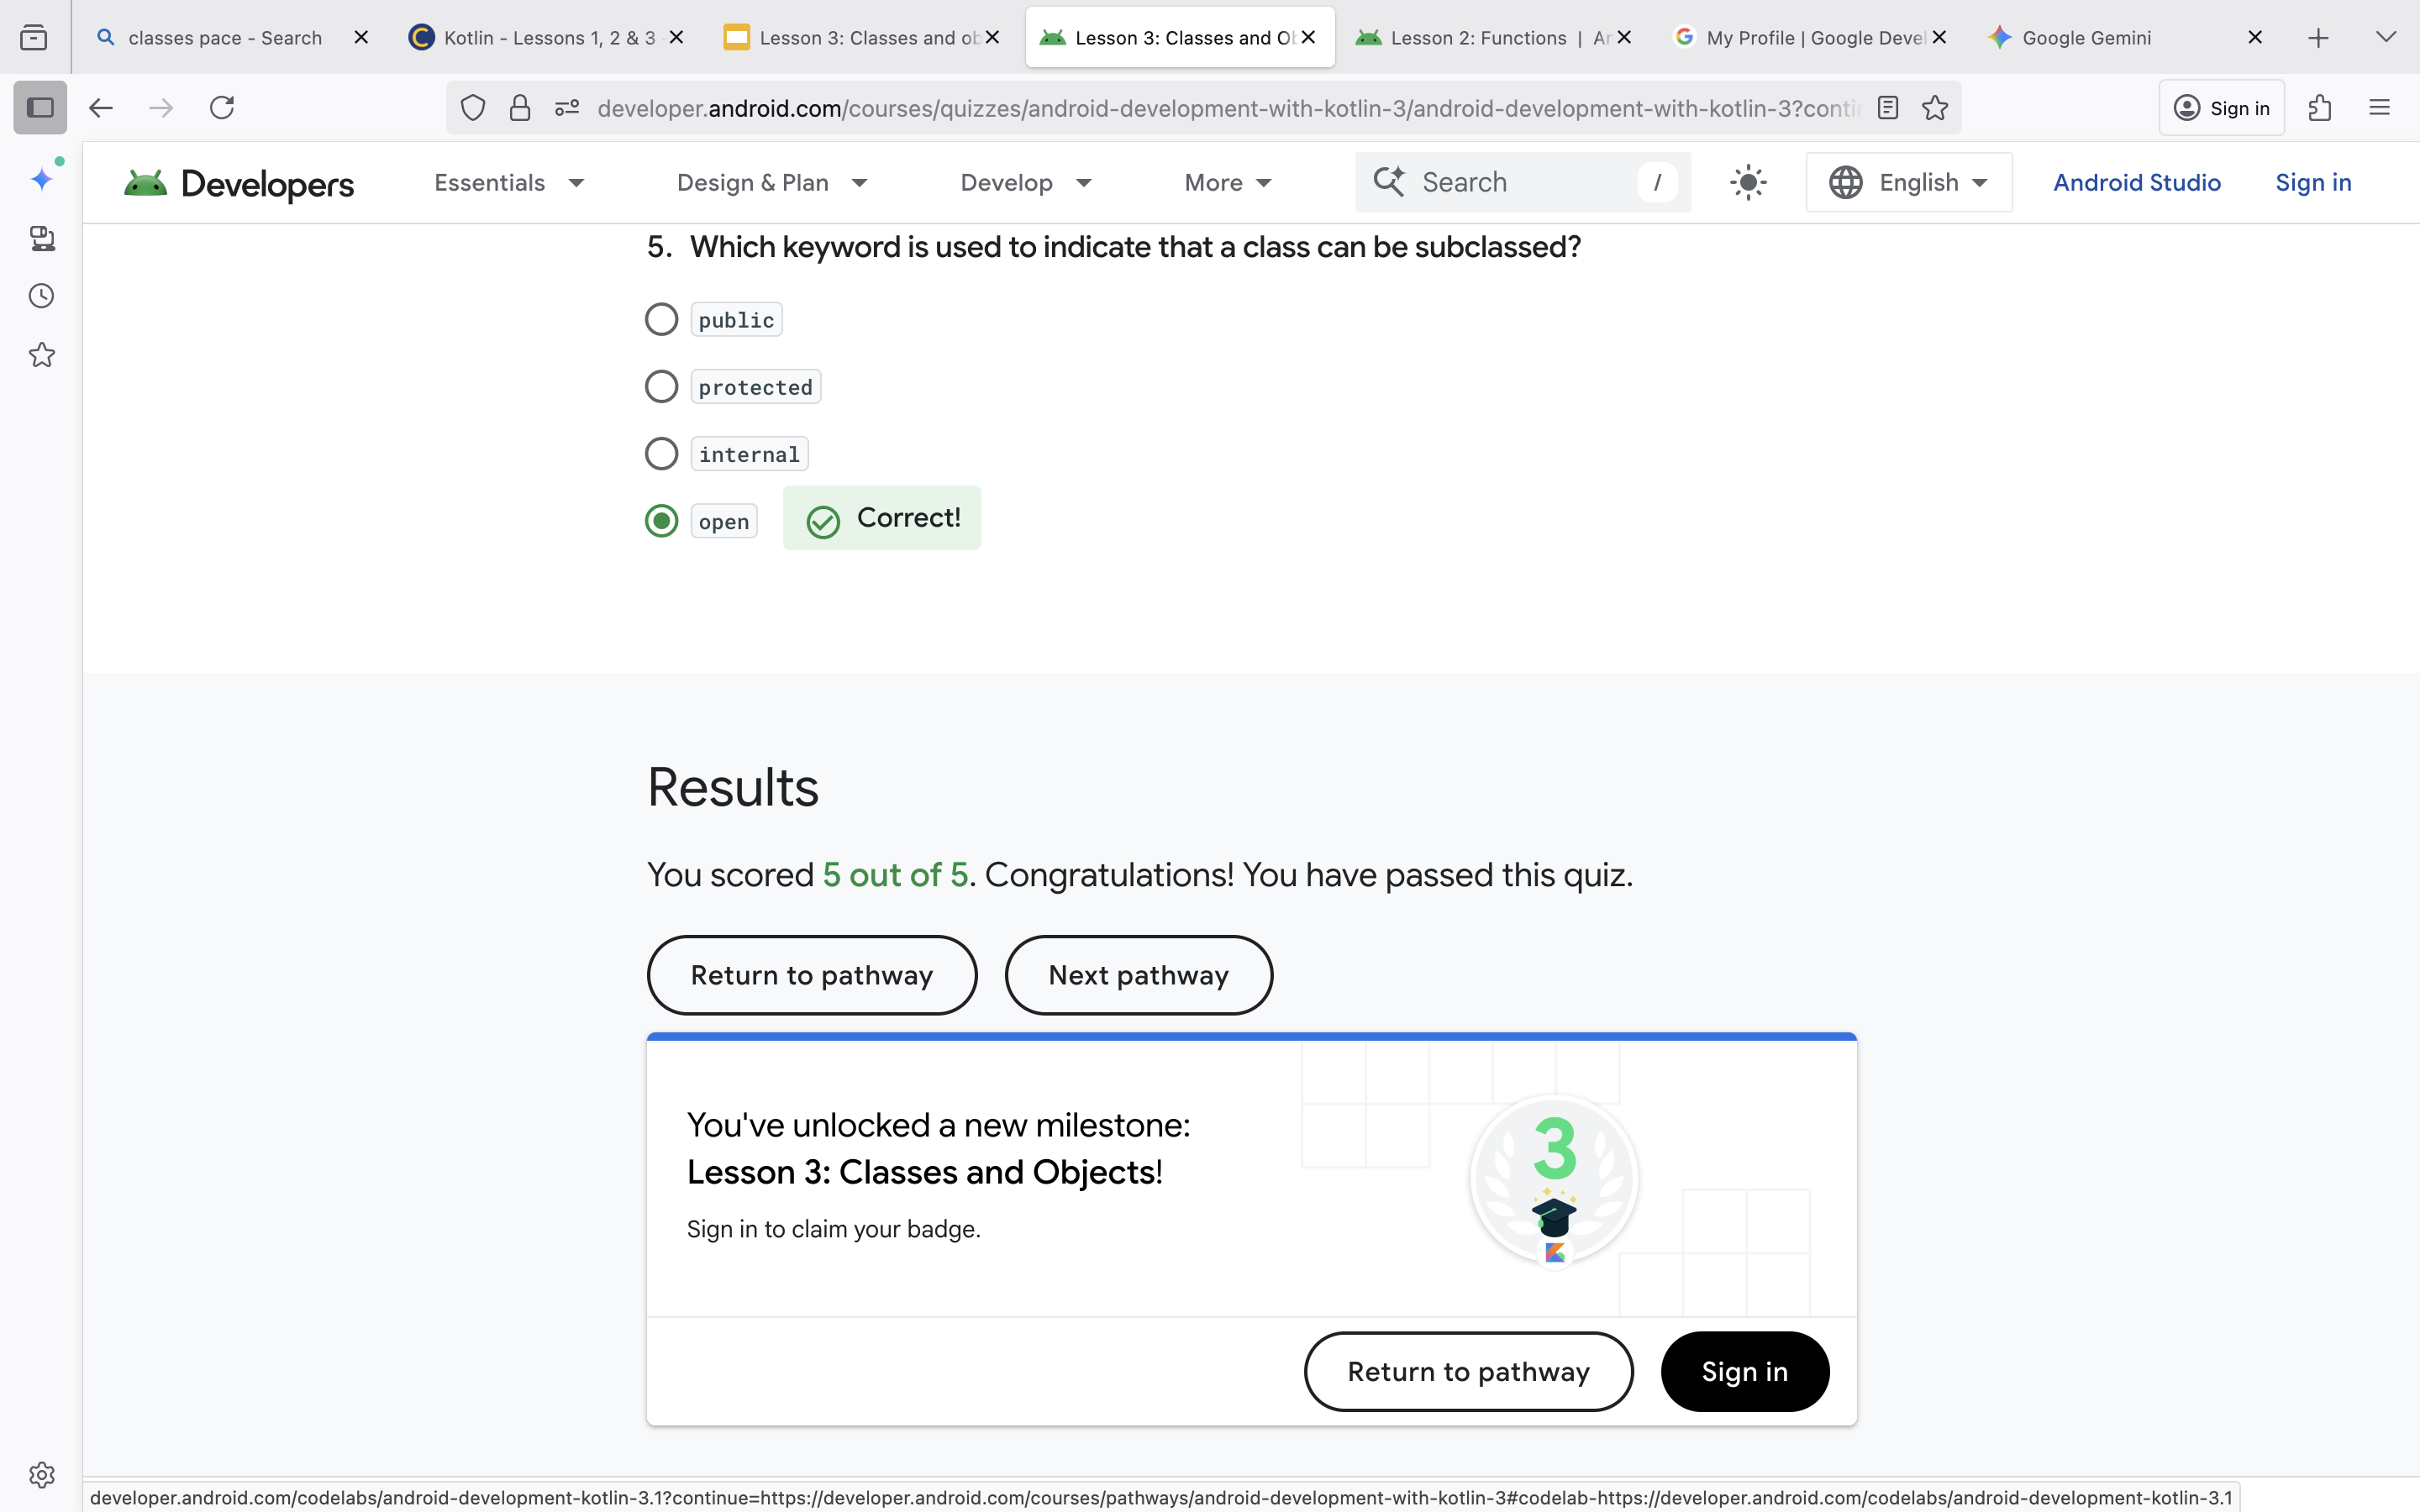 classes pace - Search
Kotlin - Lessons 1, 2 & 3
Lesson 3: Classes and ob
Lesson 3: Classes and Ob
Lesson 2: Functions | An
My Profile | Google Devel
Google Gemini
developer.android.com/courses/quizzes/android-development-with-kotlin-3/android-development-with-kotlin-3?conti
Sign in
Developers
Essentials
Design & Plan
Develop
More
Search
/
English
Android Studio
Sign in
5. Which keyword is used to indicate that a class can be subclassed?
public
protected
internal
open
Correct!
Results
You scored 5 out of 5. Congratulations! You have passed this quiz.
Return to pathway
Next pathway
You've unlocked a new milestone:
Lesson 3: Classes and Objects!
Sign in to claim your badge.
3
Return to pathway
Sign in
developer.android.com/codelabs/android-development-kotlin-3.1?continue=https://developer.android.com/courses/pathways/android-development-with-kotlin-3#codelab-https://developer.android.com/codelabs/android-development-kotlin-3.1